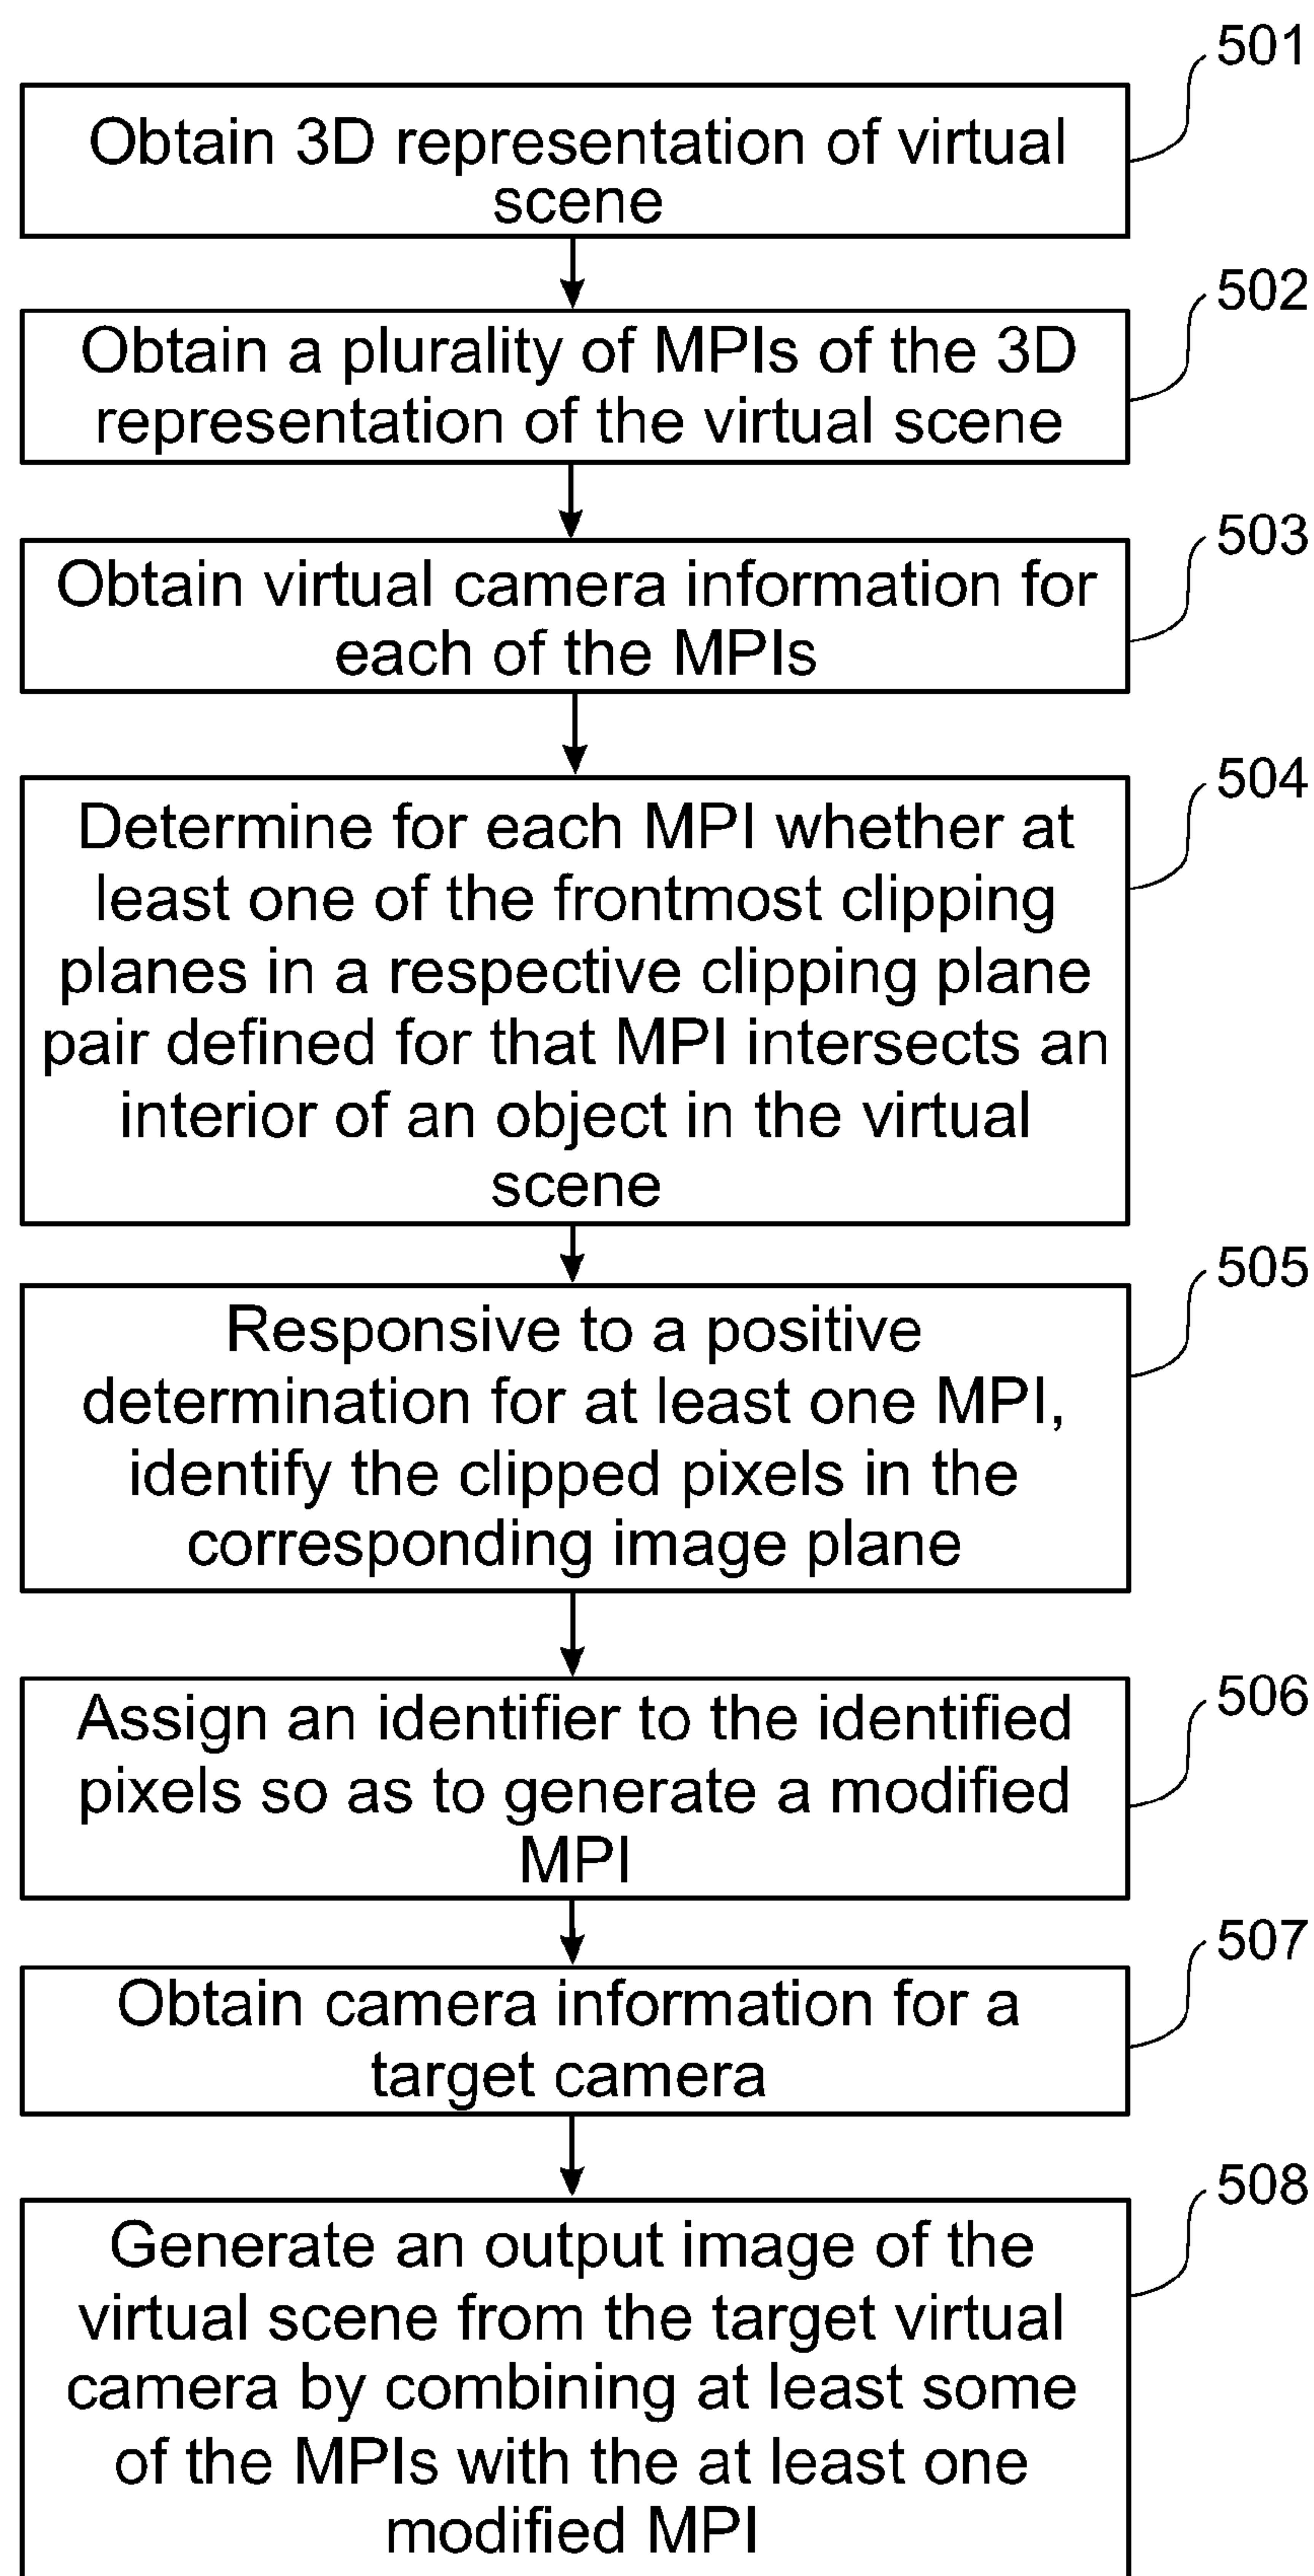 501
Obtain 3D representation of virtual
scene
502
Obtain a plurality of MPIs of the 3D
representation of the virtual scene
503
Obtain virtual camera information for
each of the MPIs
504
Determine for each MPI whether at
least one of the frontmost clipping
planes in a respective clipping plane
pair defined for that MPI intersects an
interior of an object in the virtual
scene
505
Responsive to a positive
determination for at least one MPI,
identify the clipped pixels in the
corresponding image plane
506
Assign an identifier to the identified
pixels so as to generate a modified
MPI
507
Obtain camera information for a
target camera
508
Generate an output image of the
virtual scene from the target virtual
camera by combining at least some
of the MPIs with the at least one
modified MPI